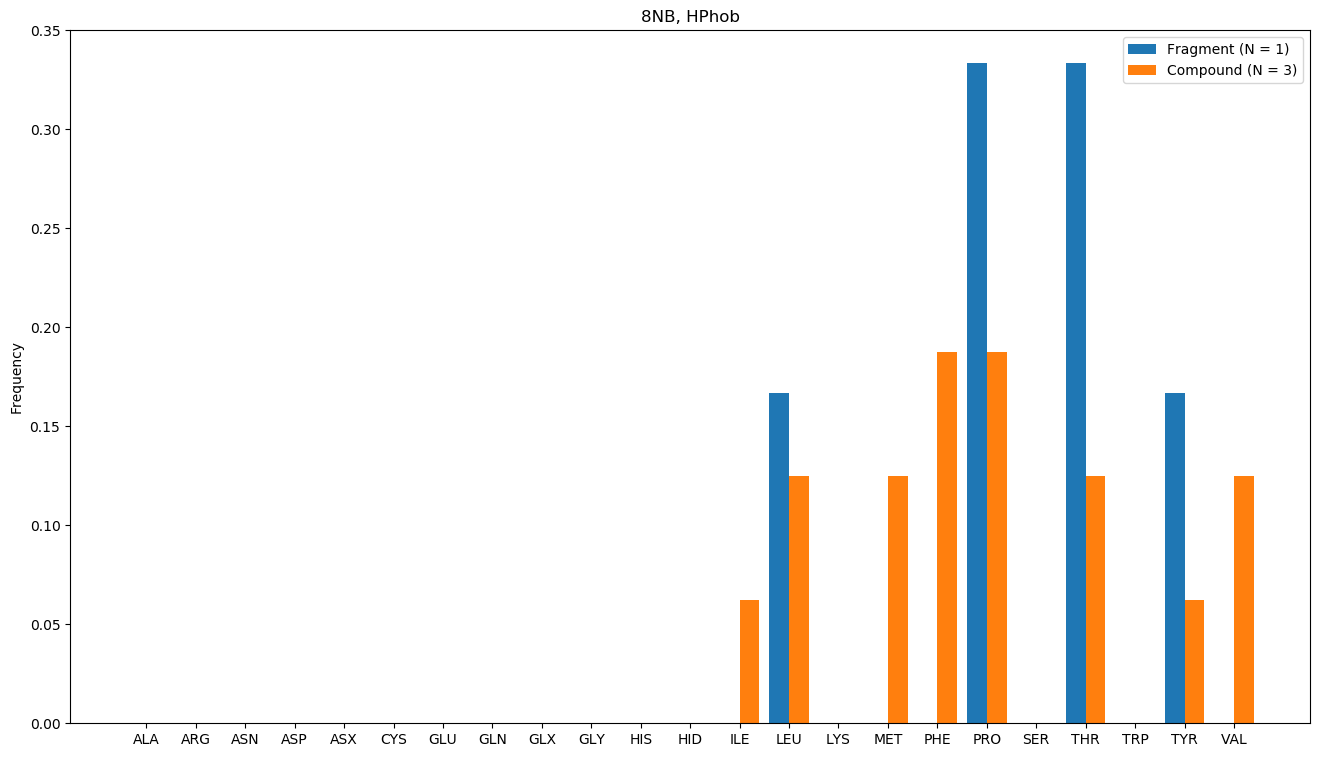 8NB, HPhob
Fragment (N = 1)
Compound (N = 3)
Frequency
0.35
0.30
0.25
0.20
0.15
0.10
0.05
0.00
ALA ARG ASN ASP ASX CYS GLU GLN GLX GLY HIS HID ILE LEU LYS MET PHE PRO SER THR TRP TYR VAL